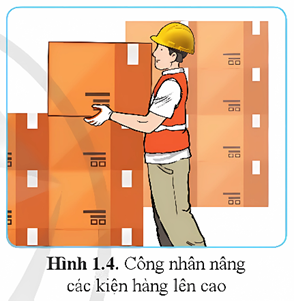 Hình 1.4. Công nhân nâng
các kiện hàng lên cao